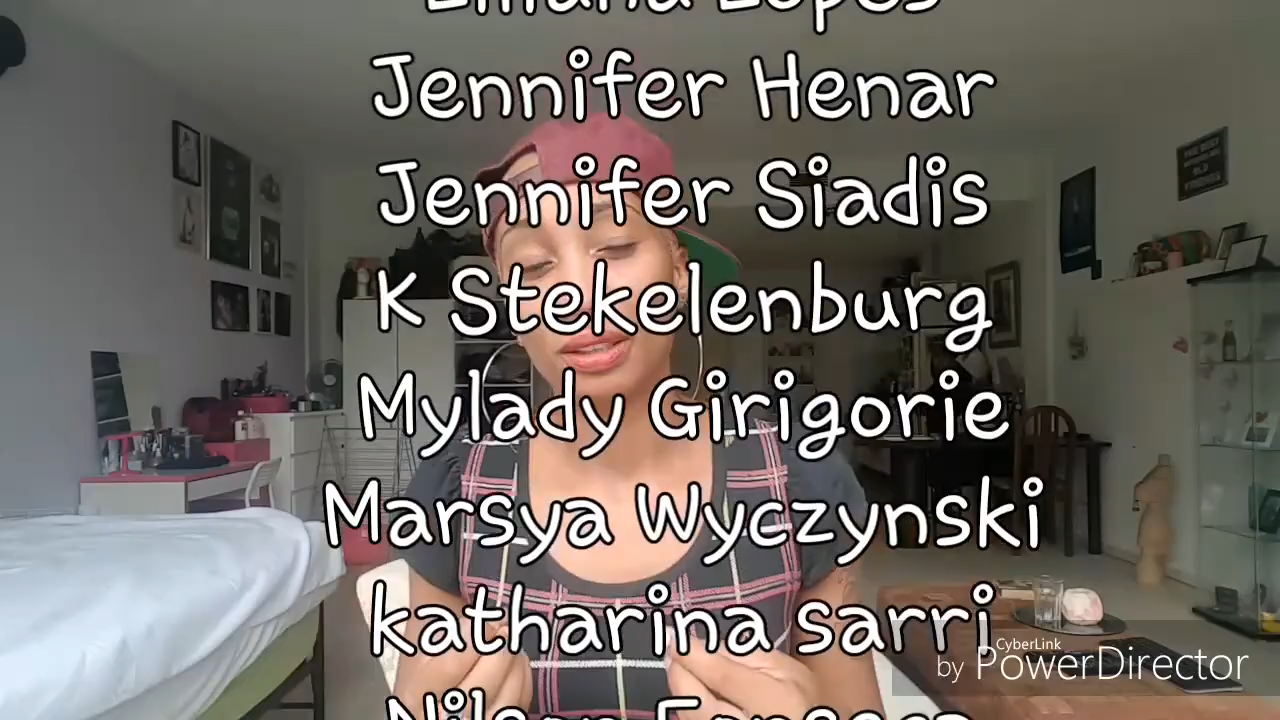 Jennifer Henar
Jennifer Siadis
K Stekelenburg
Mylady Girigorie
Marsya Wyczynski
katharina sarri
CyberLink
by PowerDirector